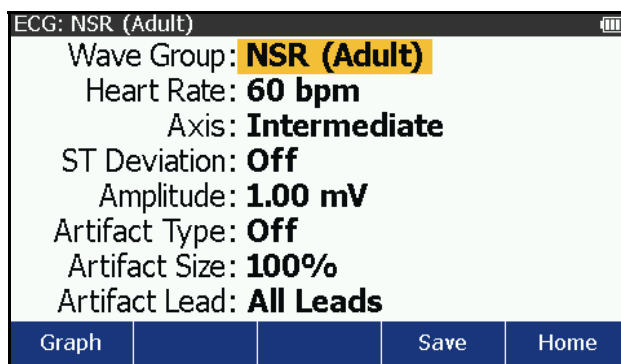 ECG: NSR (Adult)
Wave Group: NSR (Adult)
Heart Rate: 60 bpm
Axis: Intermediate
ST Deviation: Off
Amplitude: 1.00 mV
Artifact Type: Off
Artifact Size: 100%
Artifact Lead: All Leads
Graph Save Home